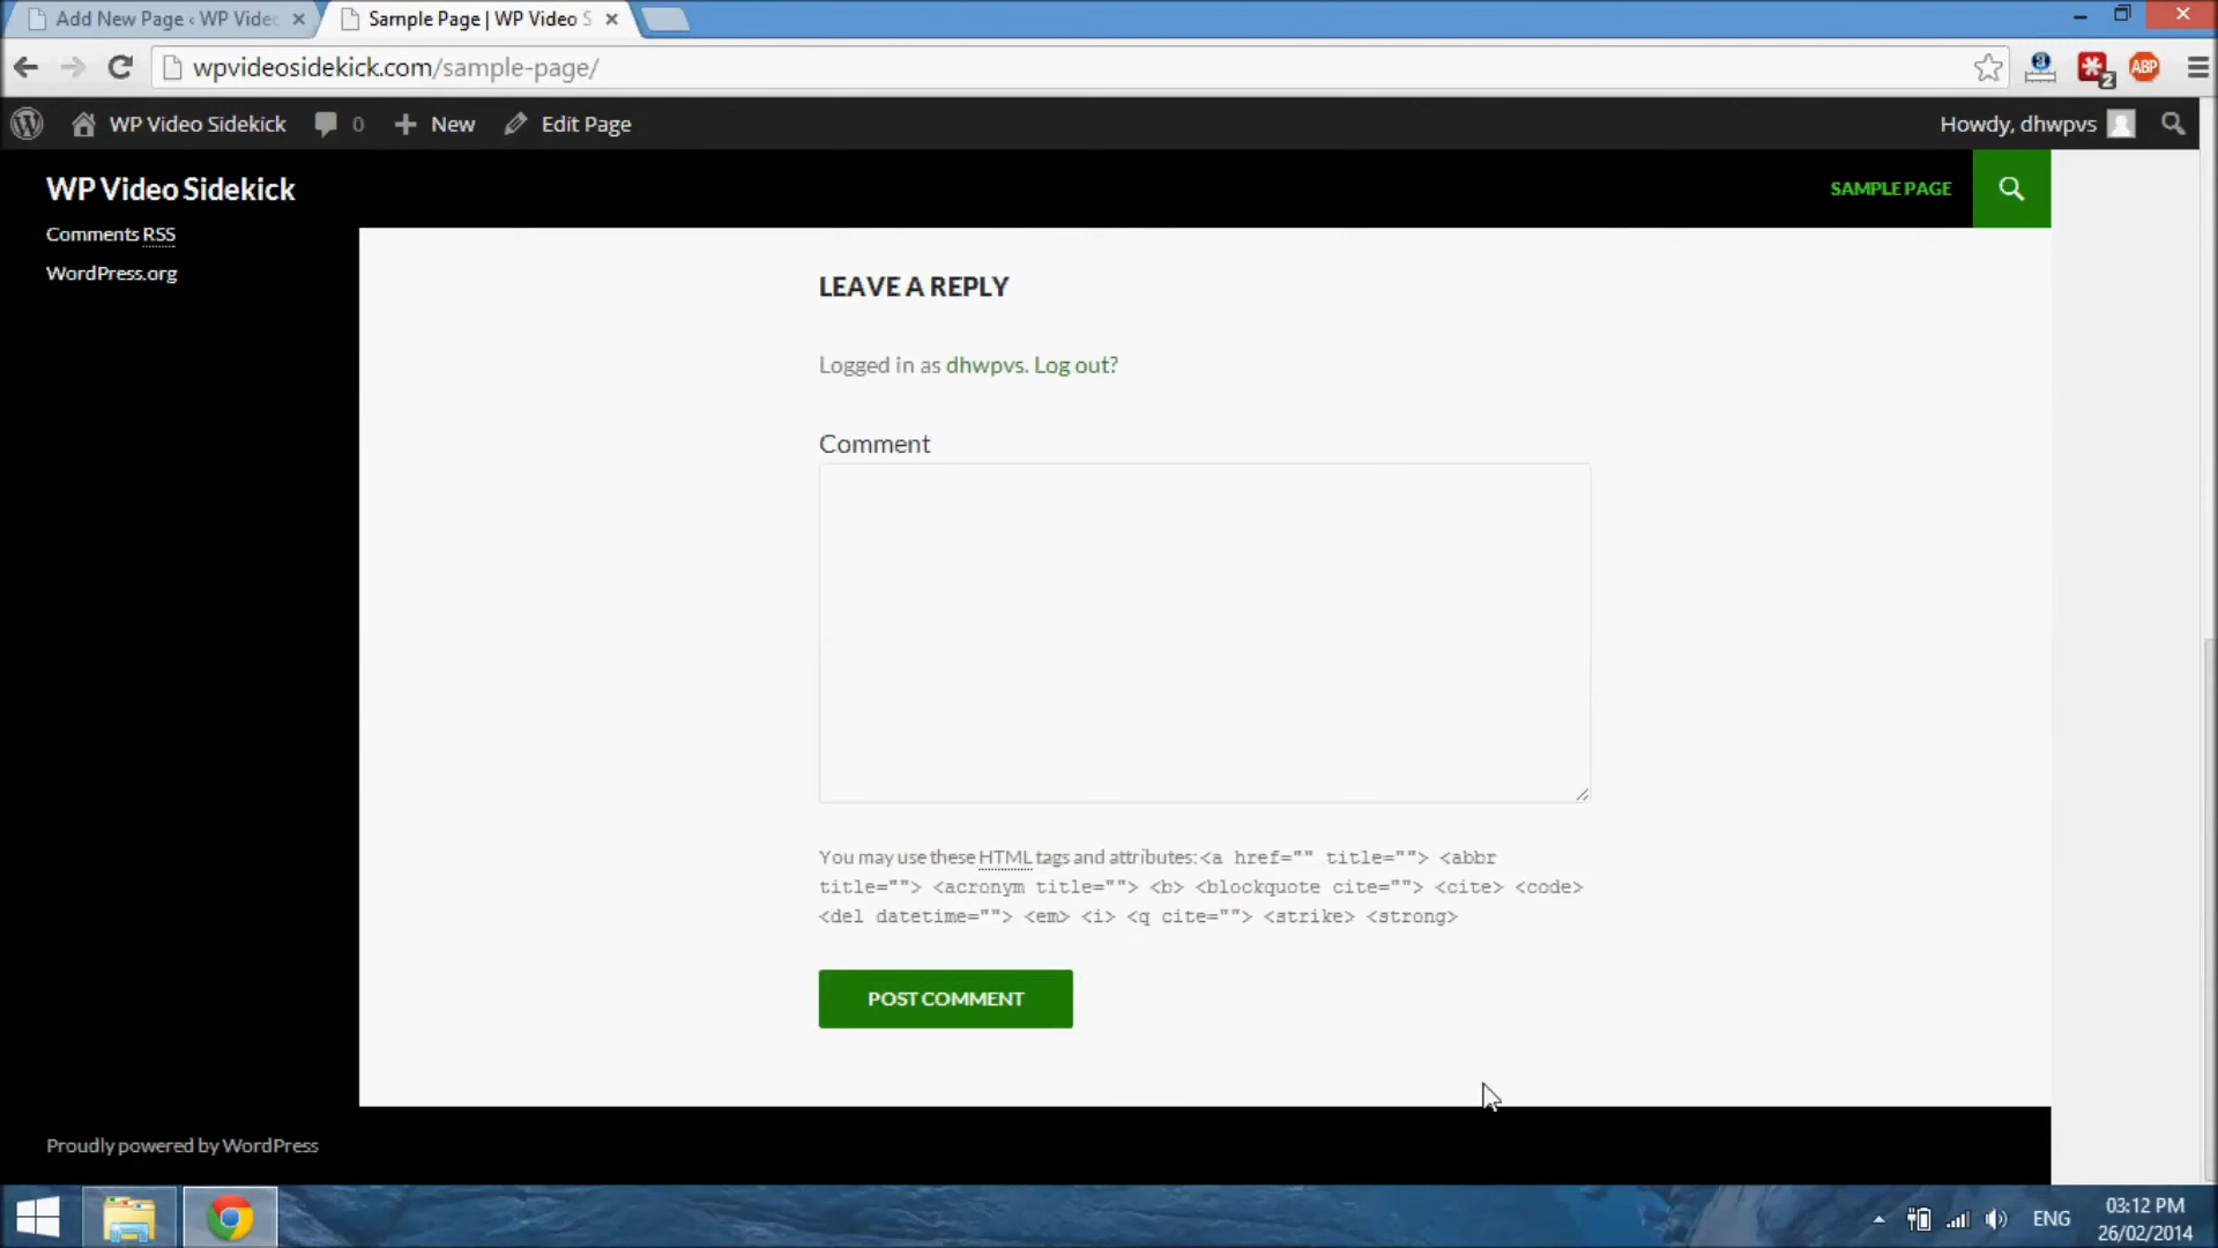 Add New Page ‹ WP Vide
Sample Page | WP Video S
wpvideosidekick.com/sample-page/
3
2
ABP
WP Video Sidekick
0
New
Edit Page
Howdy, dhwpvs
WP Video Sidekick
SAMPLE PAGE
Comments RSS
WordPress.org
LEAVE A REPLY
Logged in as dhwpvs. Log out?
Comment
You may use these HTML tags and attributes: <a href="" title=""> <abbr
title=""> <acronym title=""> <b> <blockquote cite=""> <cite> <code>
<del datetime=""> <em> <i> <q cite=""> <strike> <strong>
POST COMMENT
Proudly powered by WordPress
ENG
03:12 PM
26/02/2014